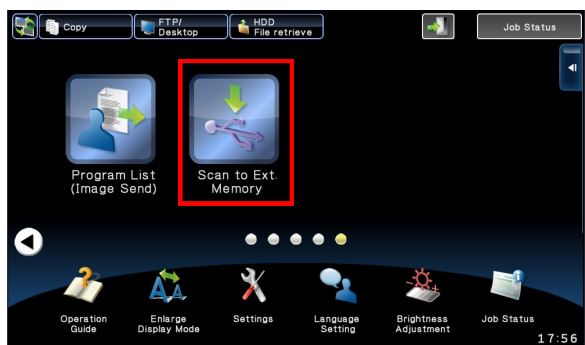 Copy
FTP/
Desktop
HDD
File retrieve
Job Status
Program List
(Image Send)
Scan to Ext.
Memory
Operation
Guide
Enlarge
Display Mode
Settings
Language
Setting
Brightness
Adjustment
Job Status
17:56